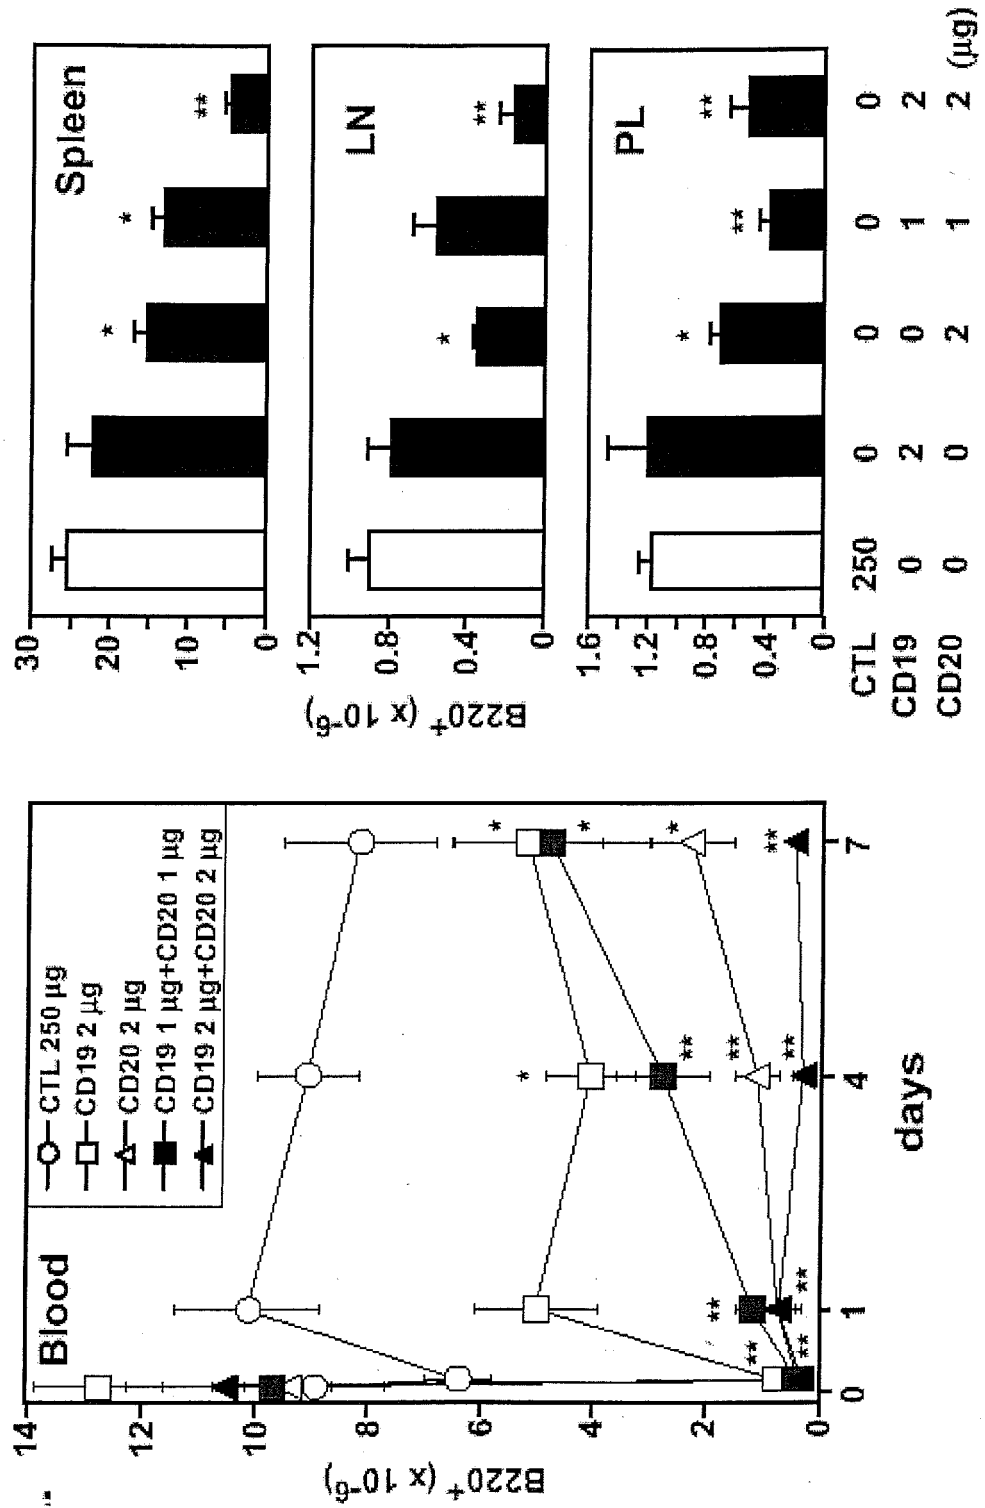 Blood
CTL 250 µg
CD19 2 µg
CD20 2 µg
CD19 1 µg+CD20 1 µg
CD19 2 µg+CD20 2 µg
14
10
6
4
2
0
B220+ (x 10-6)
0 1 4 7
days
** ** ** ** * ** ** ** * * * **
Spleen
30
20
10
0
* * **
LN
1.2
0.8
0.4
0
* **
B220+ (x 10-6)
PL
1.6
0.8
0.4
0
* ** **
CTL 250 0 0 0 0
CD19 0 2 0 1 2
CD20 0 0 2 1 2 (µg)